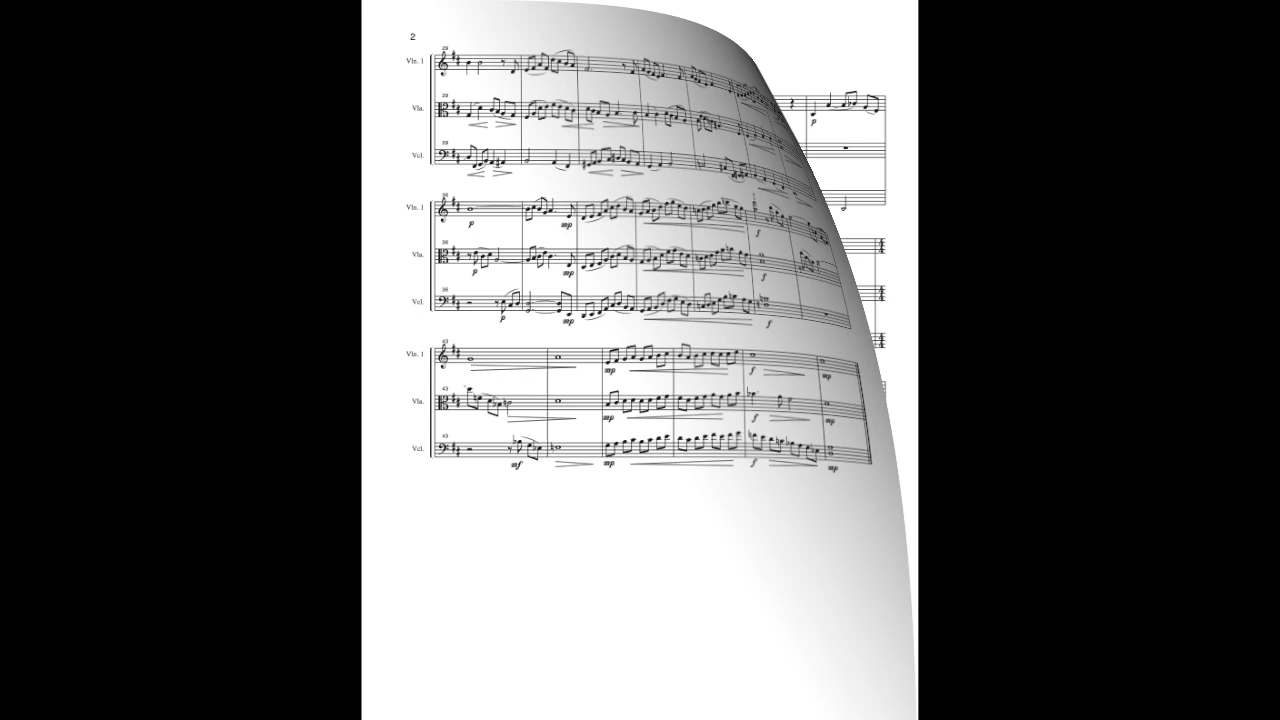 2
29
Vln. 1
p
29
Vla.
29
Vcl.
36
Vln. 1
p
mp
f
36
Vla.
p
mp
f
36
Vcl.
p
mp
f
43
Vln. 1
mp
f
mp
43
Vla.
mp
f
mp
43
Vcl.
mf
mp
f
mp